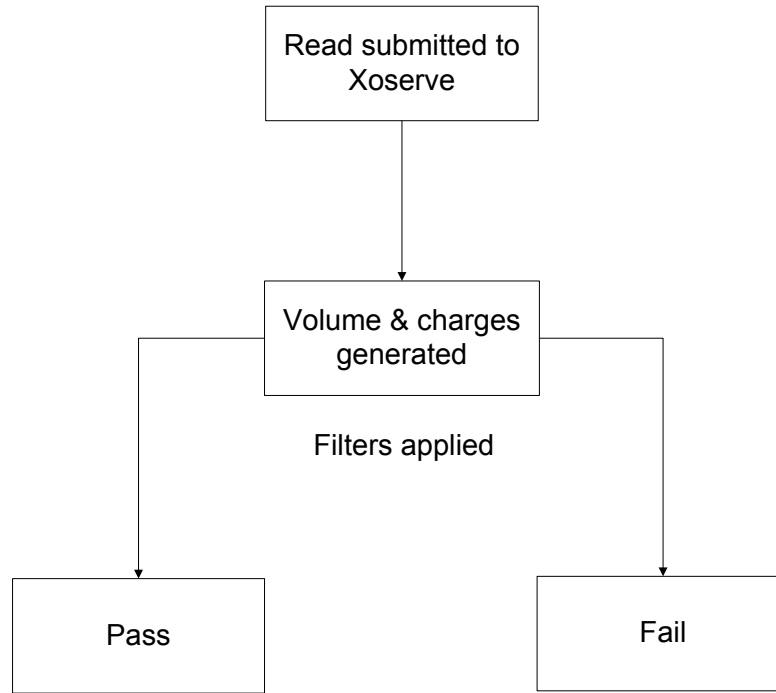 Read submitted to
Xoserve
Volume & charges
generated
Filters applied
Pass
Fail